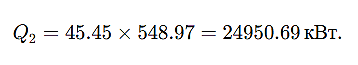 Q₂ = 45.45 × 548.97 = 24950.69 кВт.